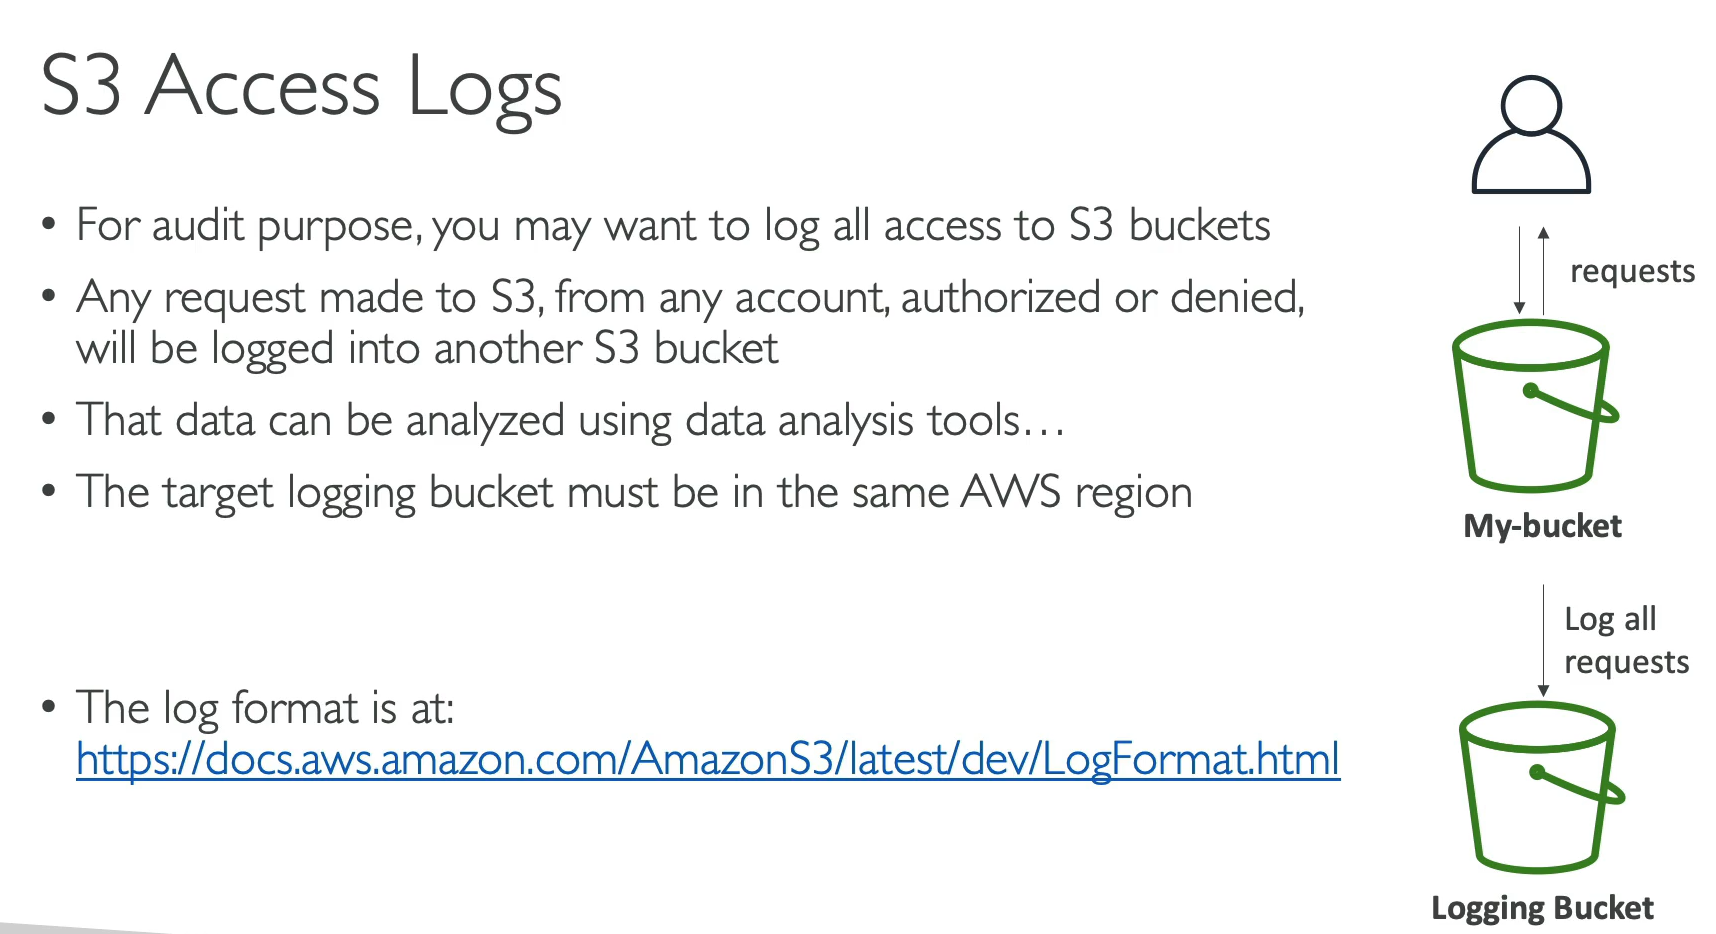 S3 Access Logs
• For audit purpose, you may want to log all access to S3 buckets
• Any request made to S3, from any account, authorized or denied,
will be logged into another S3 bucket
• That data can be analyzed using data analysis tools…
• The target logging bucket must be in the same AWS region
• The log format is at:
https://docs.aws.amazon.com/AmazonS3/latest/dev/LogFormat.html
requests
My-bucket
Log all
requests
Logging Bucket